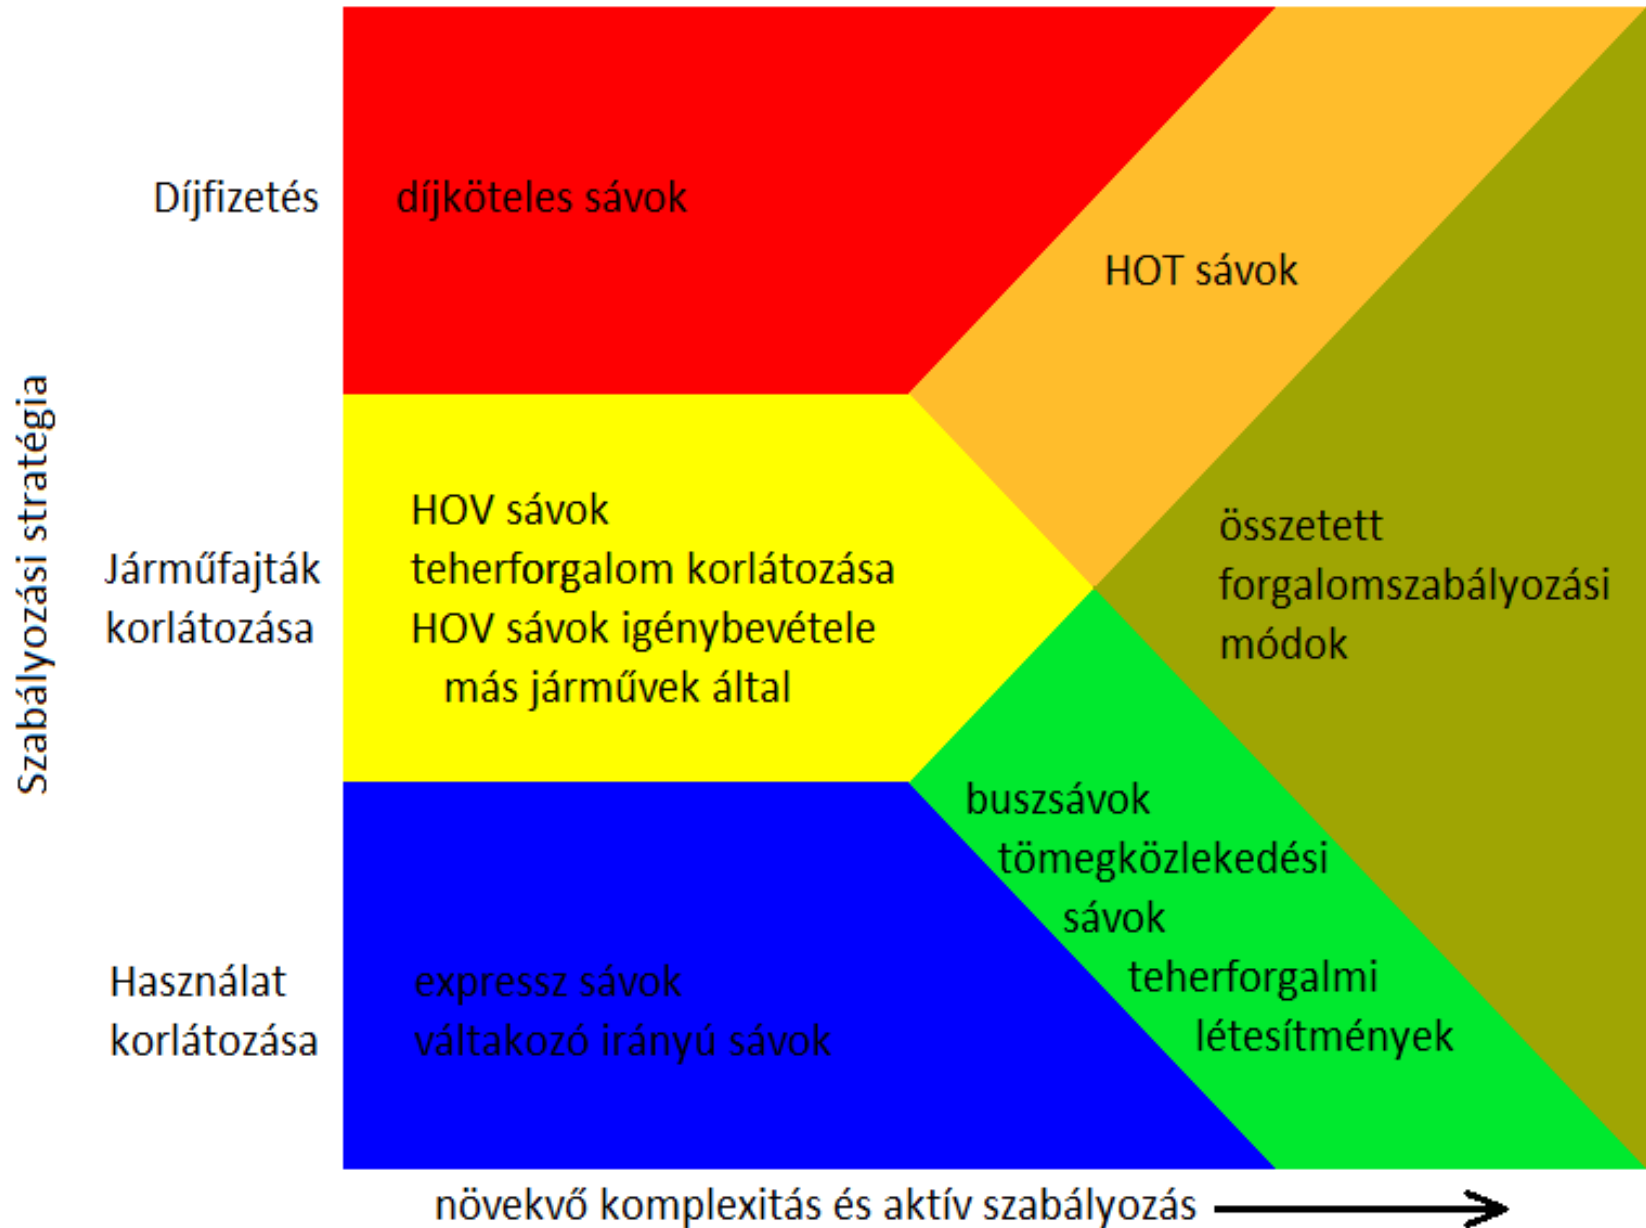 Szabályozási stratégia
Díjfizetés
díjköteles sávok
HOT sávok
Járműfajták
korlátozása
HOV sávok
teherforgalom korlátozása
HOV sávok igénybevétele
más járművek által
összetett
forgalomszabályozási
módok
Használat
korlátozása
expressz sávok
váltakozó irányú sávok
buszsávok
tömegközlekedési
sávok
teherforgalmi
létesítmények
növekvő komplexitás és aktív szabályozás